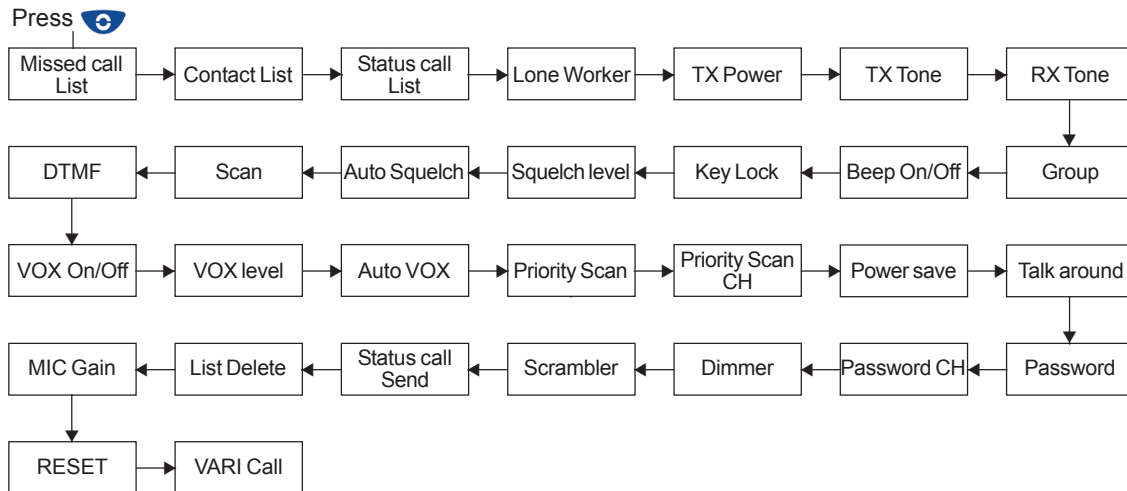 Press
Missed call
List
Contact List
Status call
List
Lone Worker
TX Power
TX Tone
RX Tone
DTMF
Scan
Auto Squelch
Squelch level
Key Lock
Beep On/Off
Group
VOX On/Off
VOX level
Auto VOX
Priority Scan
Priority Scan
CH
Power save
Talk around
MIC Gain
List Delete
Status call
Send
Scrambler
Dimmer
Password CH
Password
RESET
VARI Call